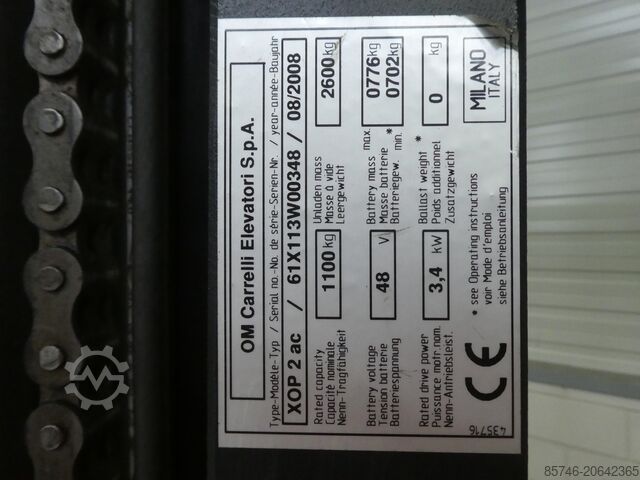 OM Carrelli Elevatori S.p.A.
Type-Modèle-Typ / Serial no.-No. de série-Serien-Nr. / year-année-Baujahr
XOP 2 ac / 61X113W00348 / 08/2008
Rated capacity
Capacité nominale
Nenn-Tragfähigkeit
1100 kg
Unladen mass
Masse à vide
Leergewicht
2600 kg
Battery voltage
Tension batterie
Batteriespannung
48 V
Battery mass max.
Masse batterie
Batteriegew. min. *
0776 kg
0702 kg
Rated drive power
Puissance motr.nom.
Nenn-Antriebsleist.
3,4 kW
Ballast weight *
Poids additionnel
Zusatzgewicht
0 kg
CE
* see Operating instructions
voir Mode d'emploi
siehe Betriebsanleitung
MILANO
ITALY
435716
85746-20642365